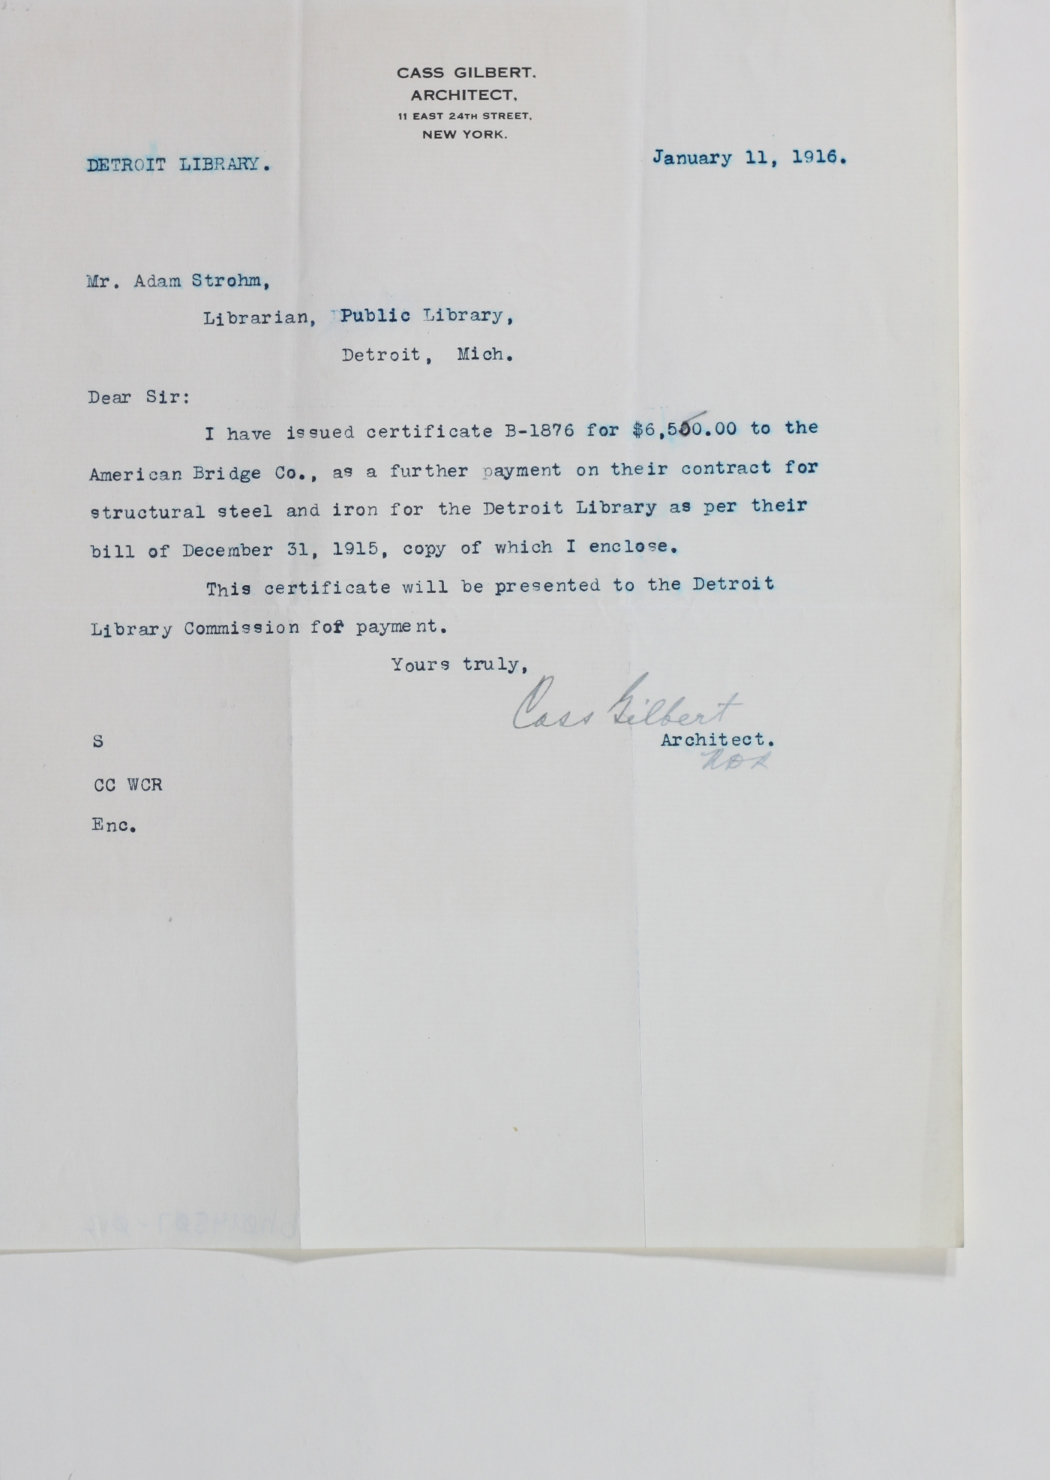 CASS GILBERT.
ARCHITECT,
11 EAST 24TH STREET,
NEW YORK.
DETROIT LIBRARY.
January 11, 1916.
Mr. Adam Strohm,
Librarian, Public Library,
Detroit, Mich.
Dear Sir:
I have issued certificate B-1876 for $6,500.00 to the
American Bridge Co., as a further payment on their contract for
structural steel and iron for the Detroit Library as per their
bill of December 31, 1915, copy of which I enclose.
This certificate will be presented to the Detroit
Library Commission for payment.
Yours truly,
Cass Gilbert
Architect.
S
CC WCR
Enc.